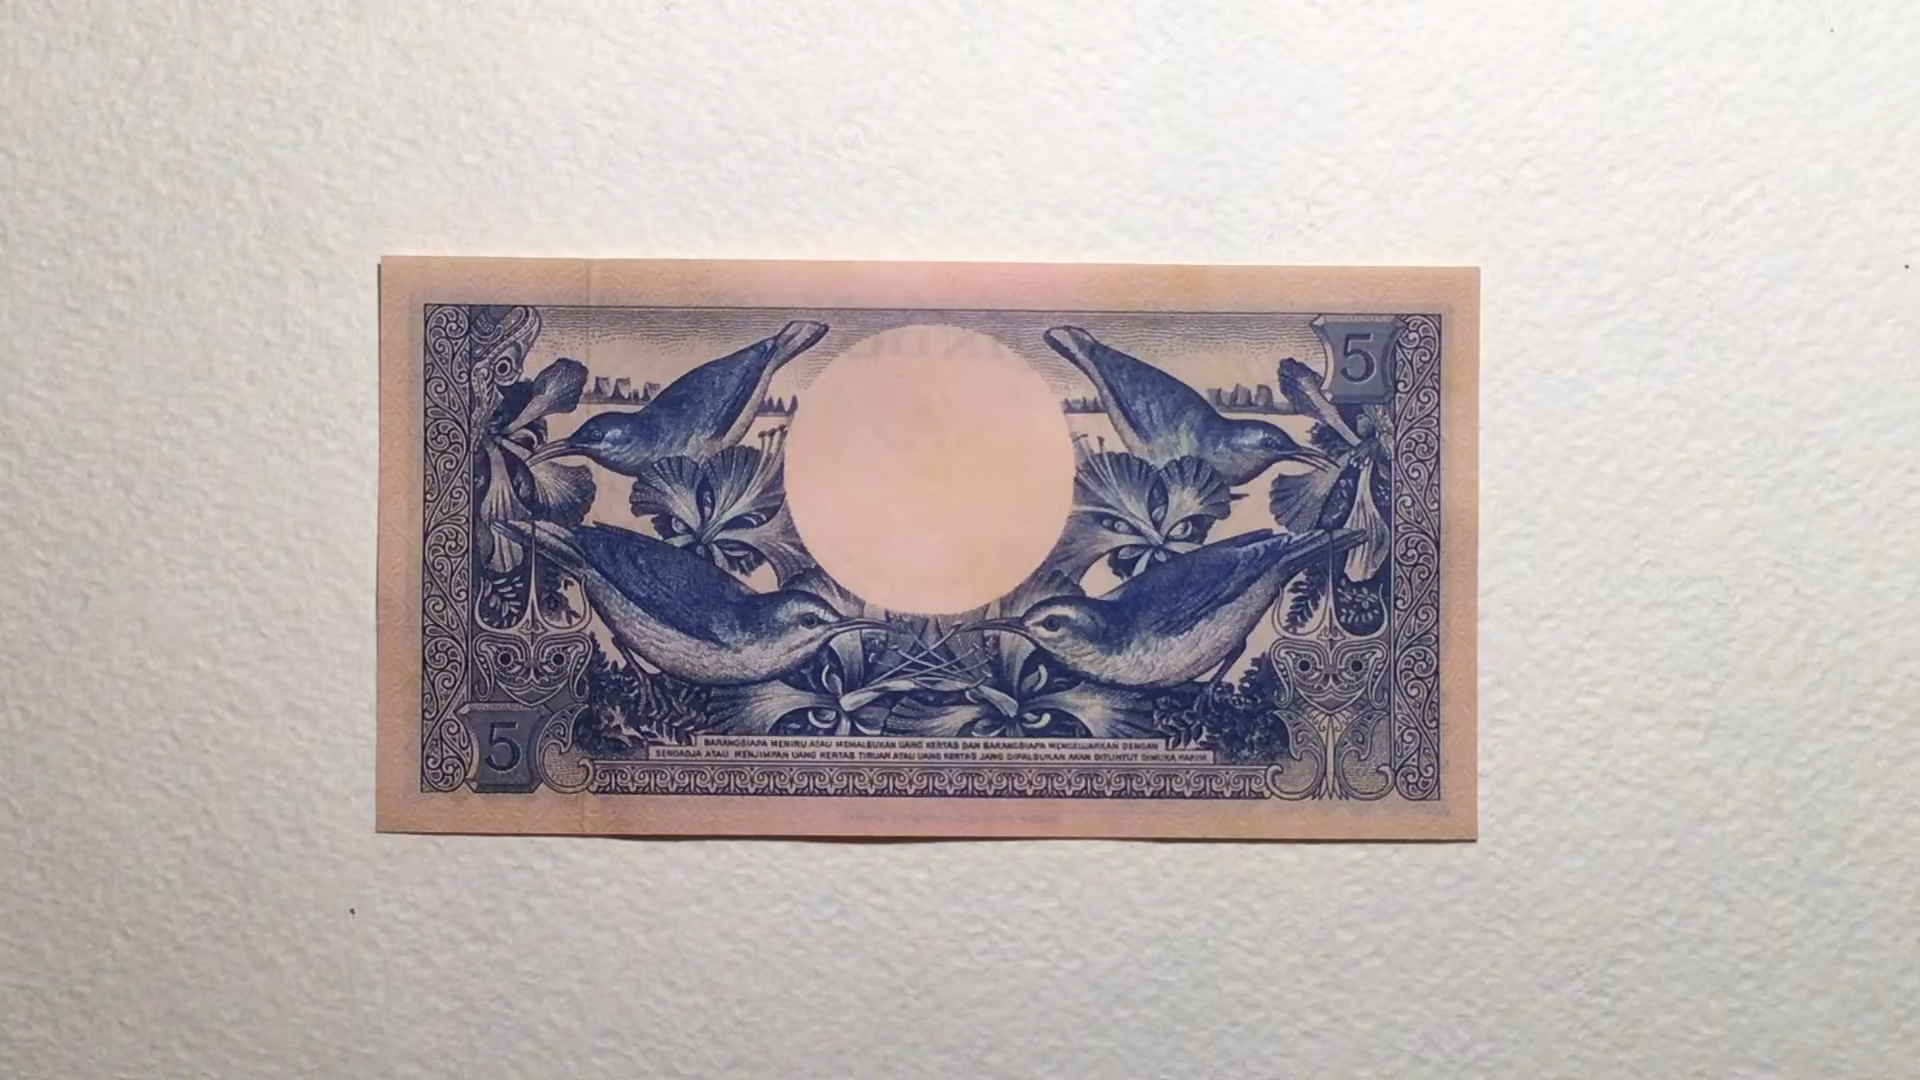 5
5
BARANGSIAPA MENIRU ATAU MEMALSUKAN UANG KERTAS DAN BARANGSIAPA MENGELUARKAN DENGAN
SENGADJA ATAU MENJIMPAN UANG KERTAS TIRUAN ATAU UANG KERTAS JANG DIPALSUKAN AKAN DITUNTUT DIMUKA HAKIM